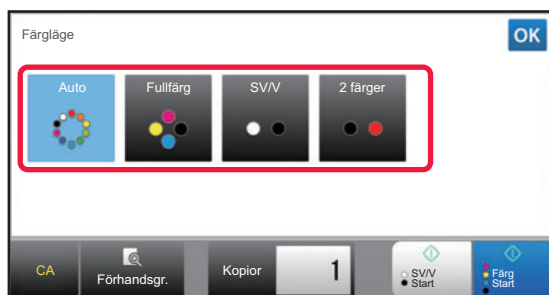 Färgläge
OK
Auto
Fullfärg
SV/V
2 färger
CA
Förhandsgr.
Kopior
1
SV/V
Start
Färg
Start